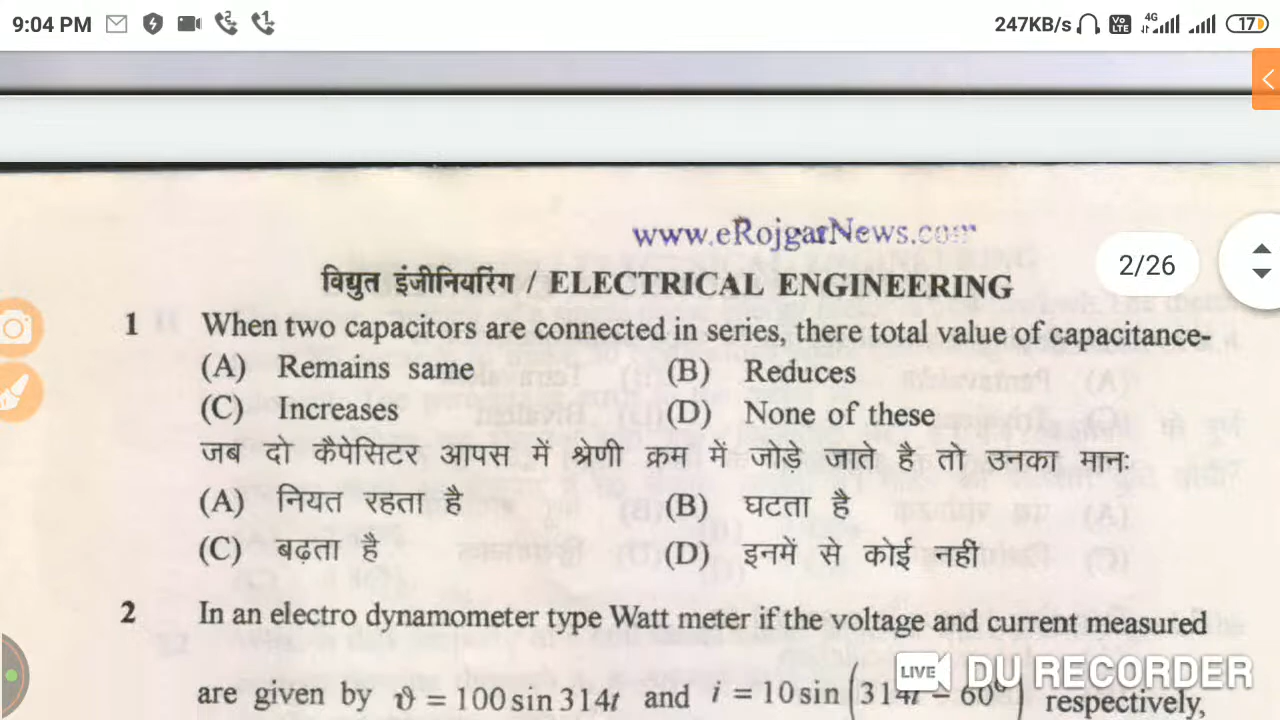 9:04 PM
247KB/s Vo LTE 4G 17
www.eRojgarNews.com
2/26
विद्युत इंजीनियरिंग / ELECTRICAL ENGINEERING
1 When two capacitors are connected in series, there total value of capacitance-
(A) Remains same (B) Reduces
(C) Increases (D) None of these
जब दो कैपेसिटर आपस में श्रेणी क्रम में जोड़े जाते है तो उनका मानः
(A) नियत रहता है (B) घटता है
(C) बढ़ता है (D) इनमें से कोई नहीं
2 In an electro dynamometer type Watt meter if the voltage and current measured
are given by ϑ = 100 sin 314t and i = 10 sin (314t − 60° ) respectively,
LIVE DU RECORDER